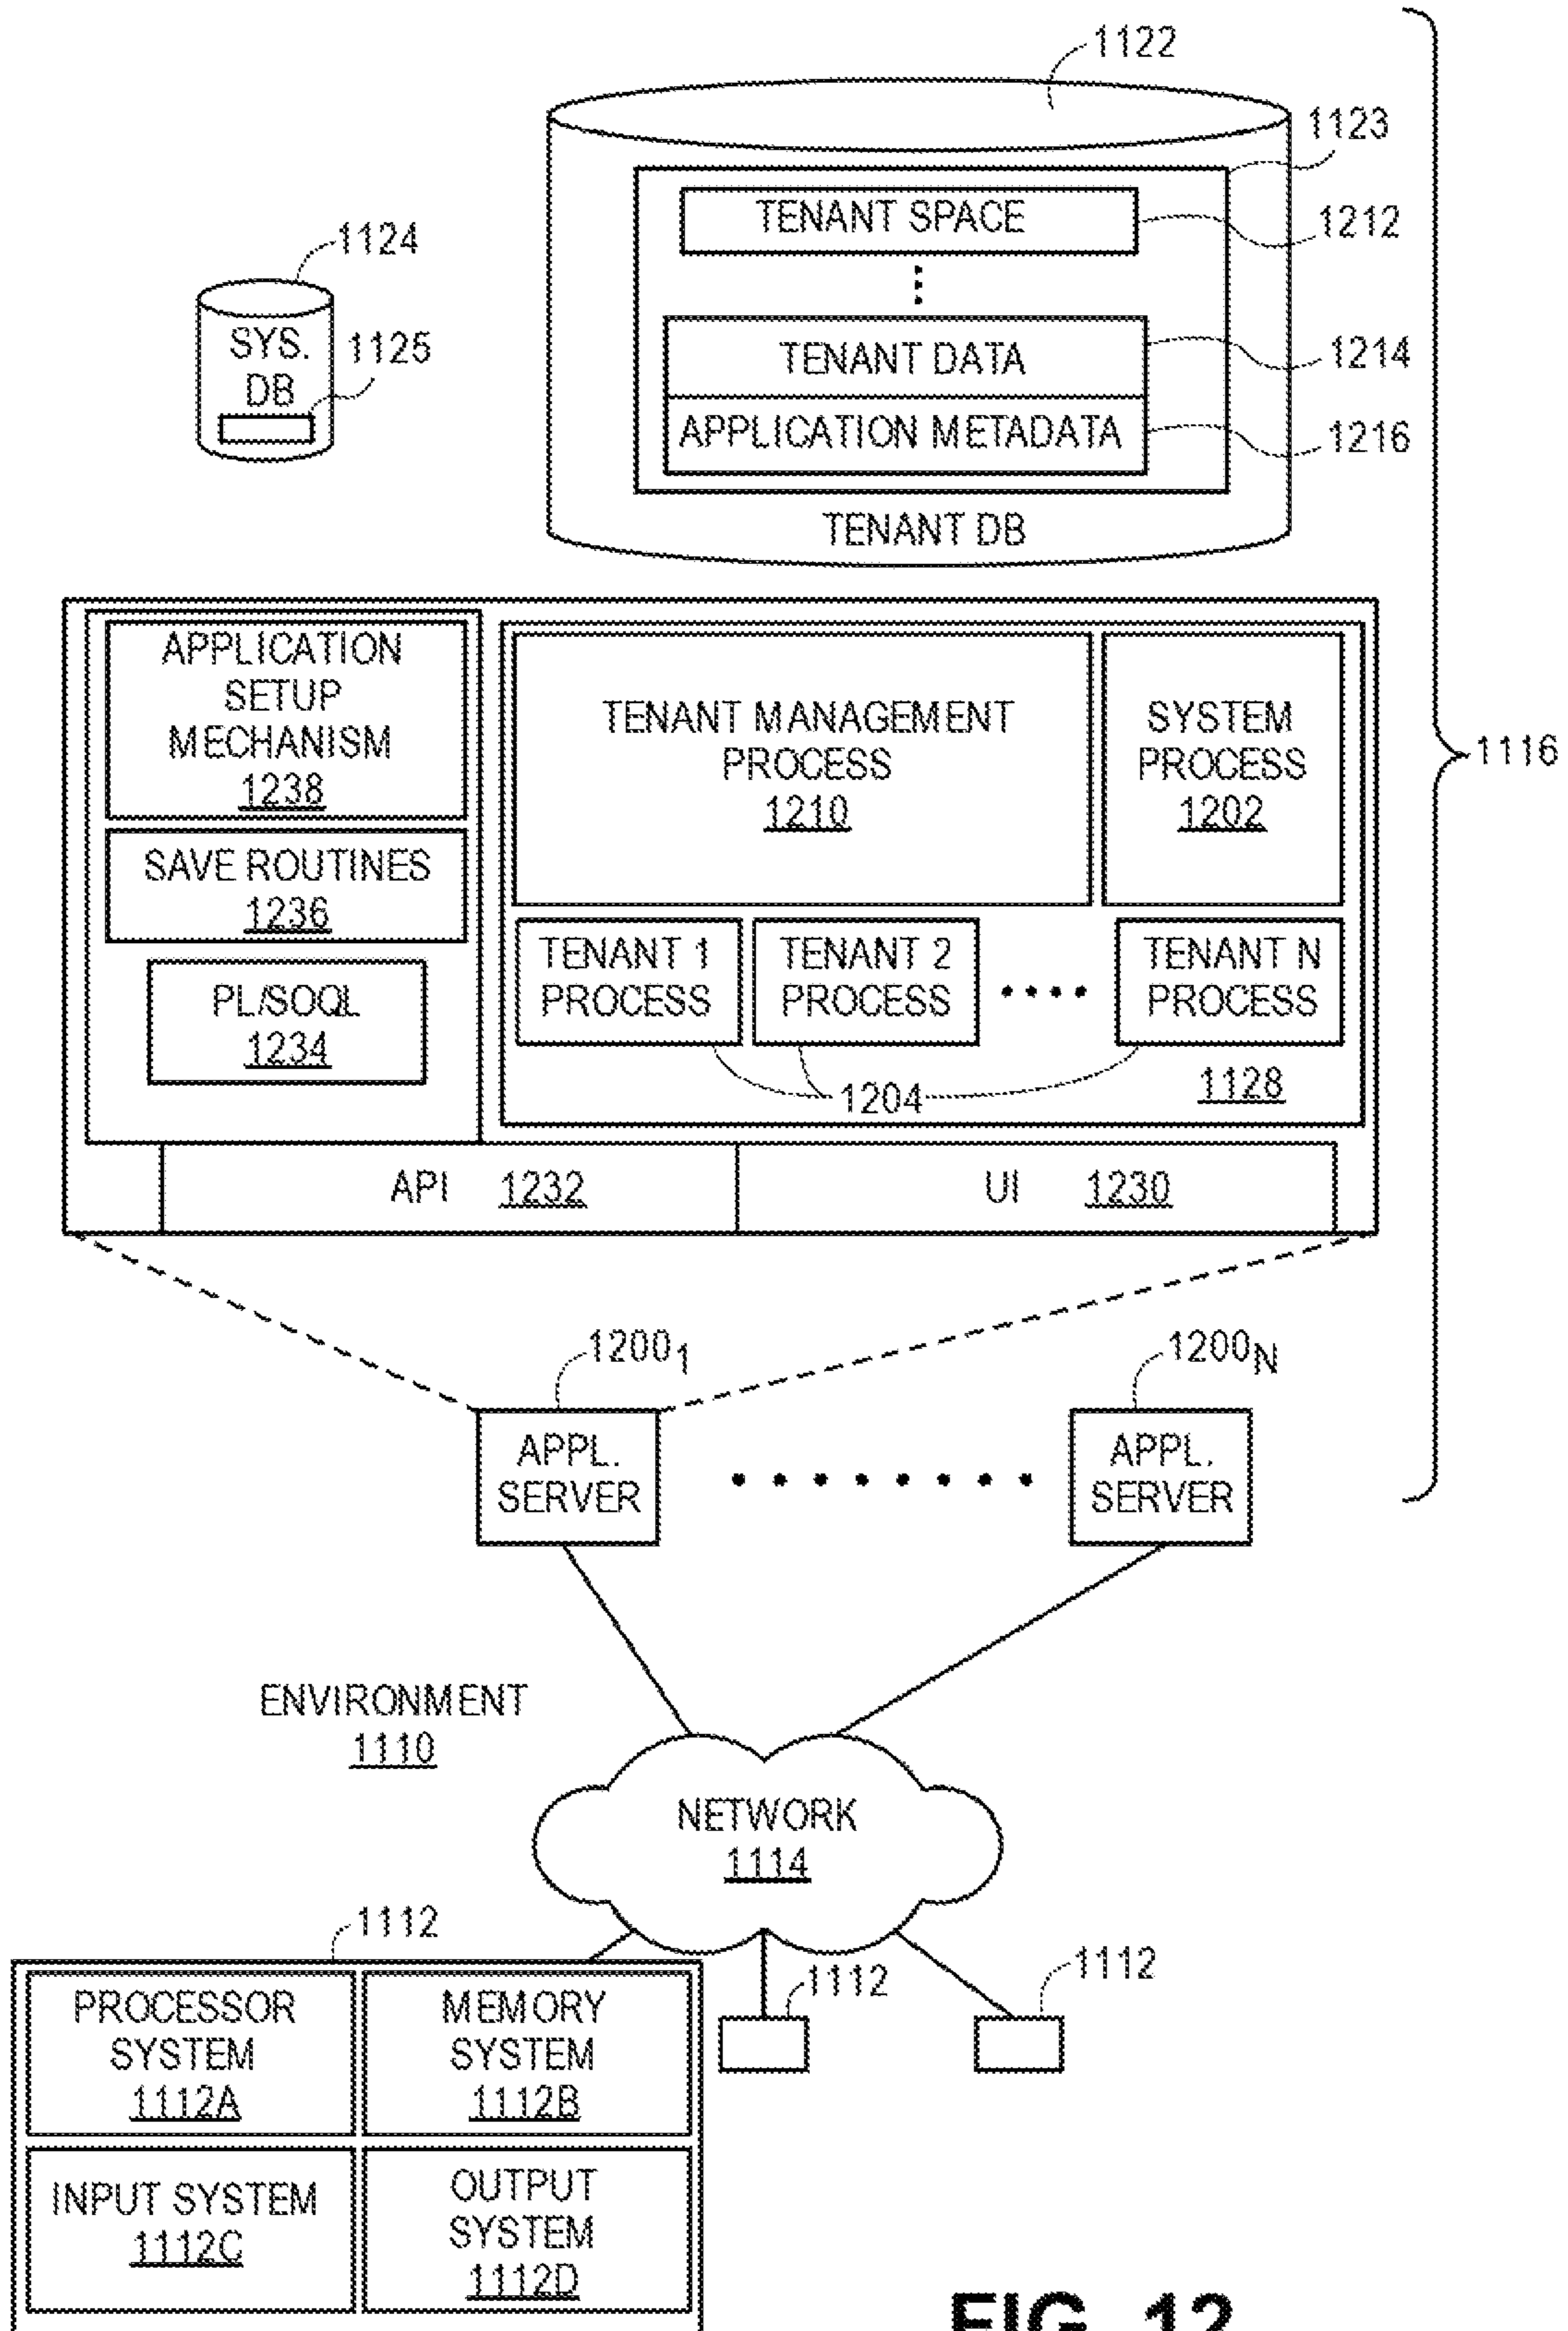 1122
1123
TENANT SPACE
1212
1124
SYS.
DB
1125
TENANT DATA
1214
APPLICATION METADATA
1216
TENANT DB
APPLICATION
SETUP
MECHANISM
1238
TENANT MANAGEMENT
PROCESS
1210
SYSTEM
PROCESS
1202
1116
SAVE ROUTINES
1236
TENANT 1
PROCESS
TENANT 2
PROCESS
TENANT N
PROCESS
PL/SOQL
1234
1204
1128
API 1232
UI 1230
1200₁
1200N
APPL.
SERVER
APPL.
SERVER
ENVIRONMENT
1110
NETWORK
1114
1112
1112
1112
PROCESSOR
SYSTEM
1112A
MEMORY
SYSTEM
1112B
INPUT SYSTEM
1112C
OUTPUT
SYSTEM
1112D
FIG. 12